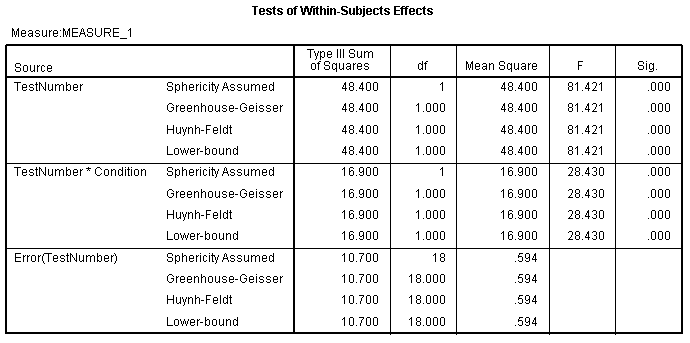 Tests of Within-Subjects Effects
Measure:MEASURE_1
Source Type III Sum of Squares df Mean Square F Sig.
TestNumber Sphericity Assumed 48.400 1 48.400 81.421 .000
Greenhouse-Geisser 48.400 1.000 48.400 81.421 .000
Huynh-Feldt 48.400 1.000 48.400 81.421 .000
Lower-bound 48.400 1.000 48.400 81.421 .000
TestNumber * Condition Sphericity Assumed 16.900 1 16.900 28.430 .000
Greenhouse-Geisser 16.900 1.000 16.900 28.430 .000
Huynh-Feldt 16.900 1.000 16.900 28.430 .000
Lower-bound 16.900 1.000 16.900 28.430 .000
Error(TestNumber) Sphericity Assumed 10.700 18 .594
Greenhouse-Geisser 10.700 18.000 .594
Huynh-Feldt 10.700 18.000 .594
Lower-bound 10.700 18.000 .594